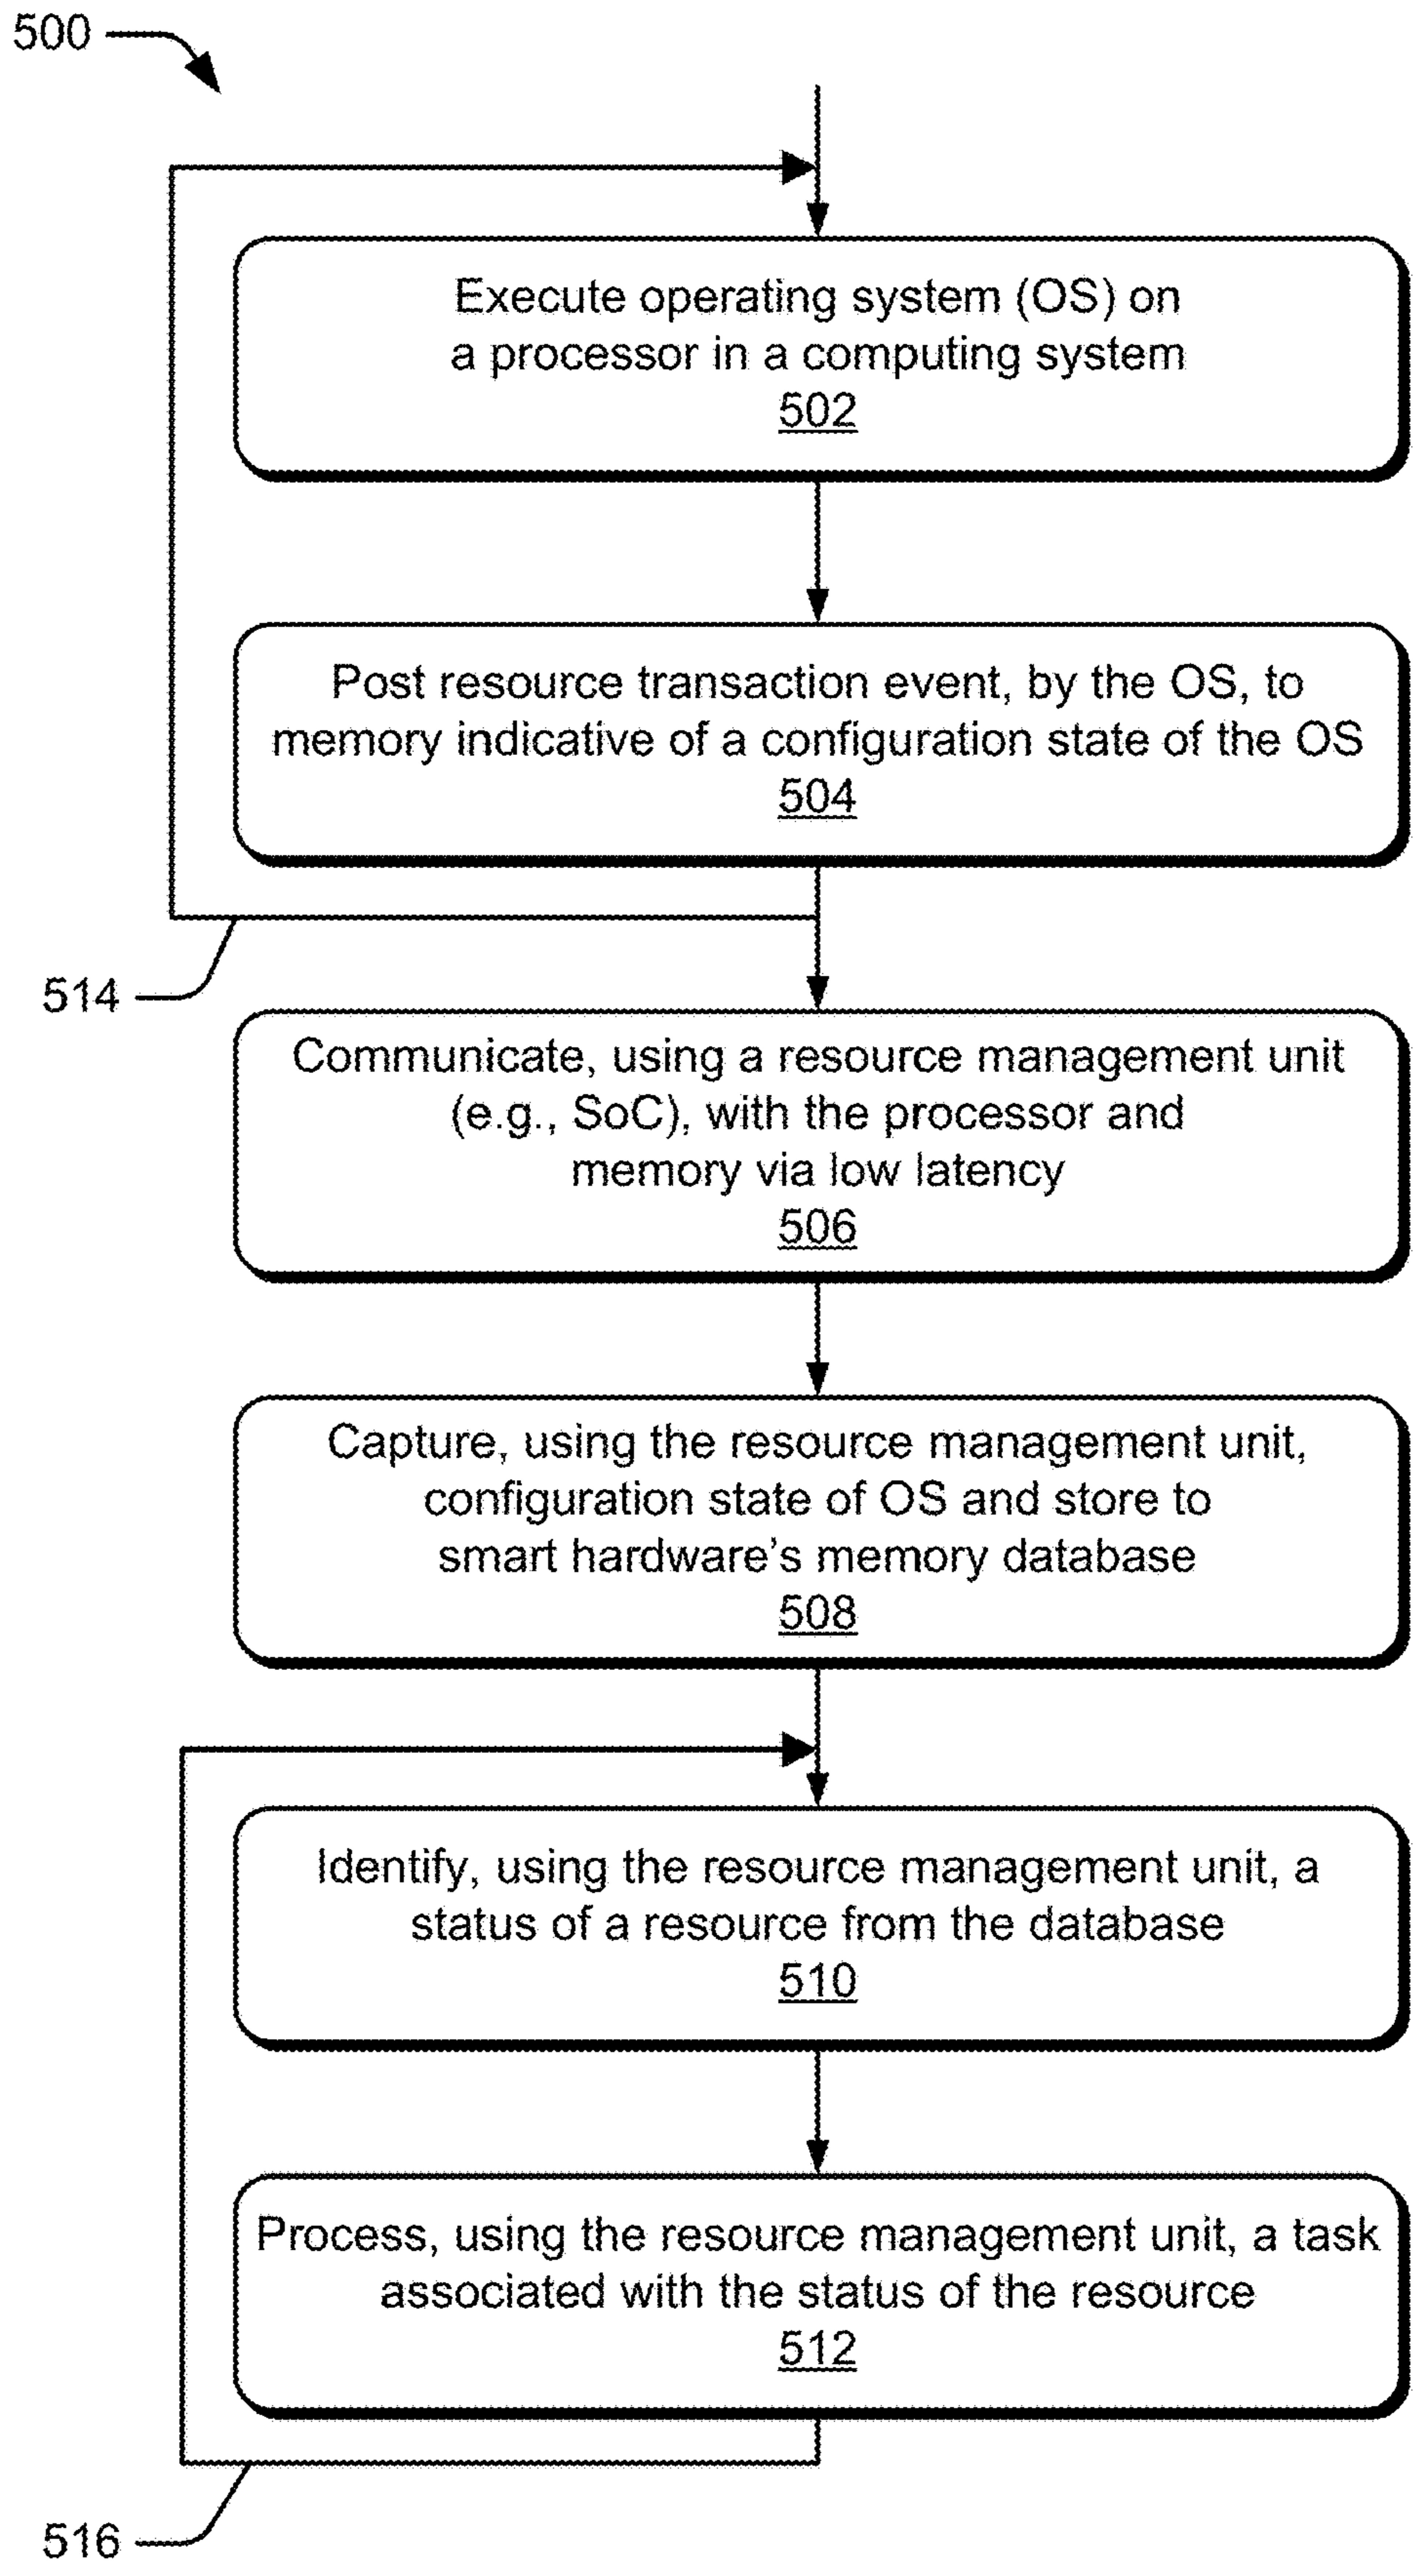 500
Execute operating system (OS) on
a processor in a computing system
502
Post resource transaction event, by the OS, to
memory indicative of a configuration state of the OS
504
514
Communicate, using a resource management unit
(e.g., SoC), with the processor and
memory via low latency
506
Capture, using the resource management unit,
configuration state of OS and store to
smart hardware's memory database
508
Identify, using the resource management unit, a
status of a resource from the database
510
Process, using the resource management unit, a task
associated with the status of the resource
512
516